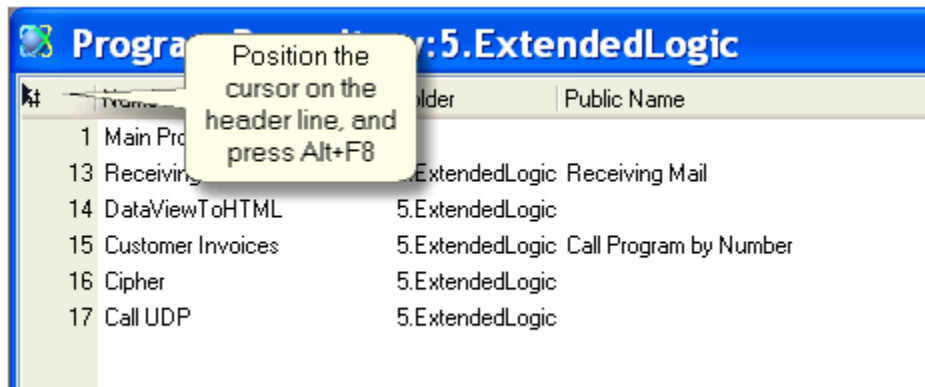 Progra :5.ExtendedLogic
Position the
cursor on the
header line, and
press Alt+F8
# Name older Public Name
1 Main Pro
13 Receiving .ExtendedLogic Receiving Mail
14 DataViewToHTML 5.ExtendedLogic
15 Customer Invoices 5.ExtendedLogic Call Program by Number
16 Cipher 5.ExtendedLogic
17 Call UDP 5.ExtendedLogic